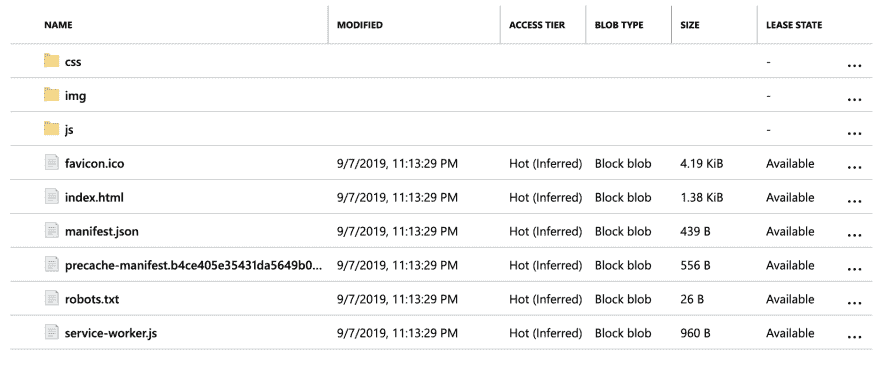 NAME MODIFIED ACCESS TIER BLOB TYPE SIZE LEASE STATE
css - ...
img - ...
js - ...
favicon.ico 9/7/2019, 11:13:29 PM Hot (Inferred) Block blob 4.19 KiB Available ...
index.html 9/7/2019, 11:13:29 PM Hot (Inferred) Block blob 1.38 KiB Available ...
manifest.json 9/7/2019, 11:13:29 PM Hot (Inferred) Block blob 439 B Available ...
precache-manifest.b4ce405e35431da5649b0... 9/7/2019, 11:13:29 PM Hot (Inferred) Block blob 556 B Available ...
robots.txt 9/7/2019, 11:13:29 PM Hot (Inferred) Block blob 26 B Available ...
service-worker.js 9/7/2019, 11:13:29 PM Hot (Inferred) Block blob 960 B Available ...